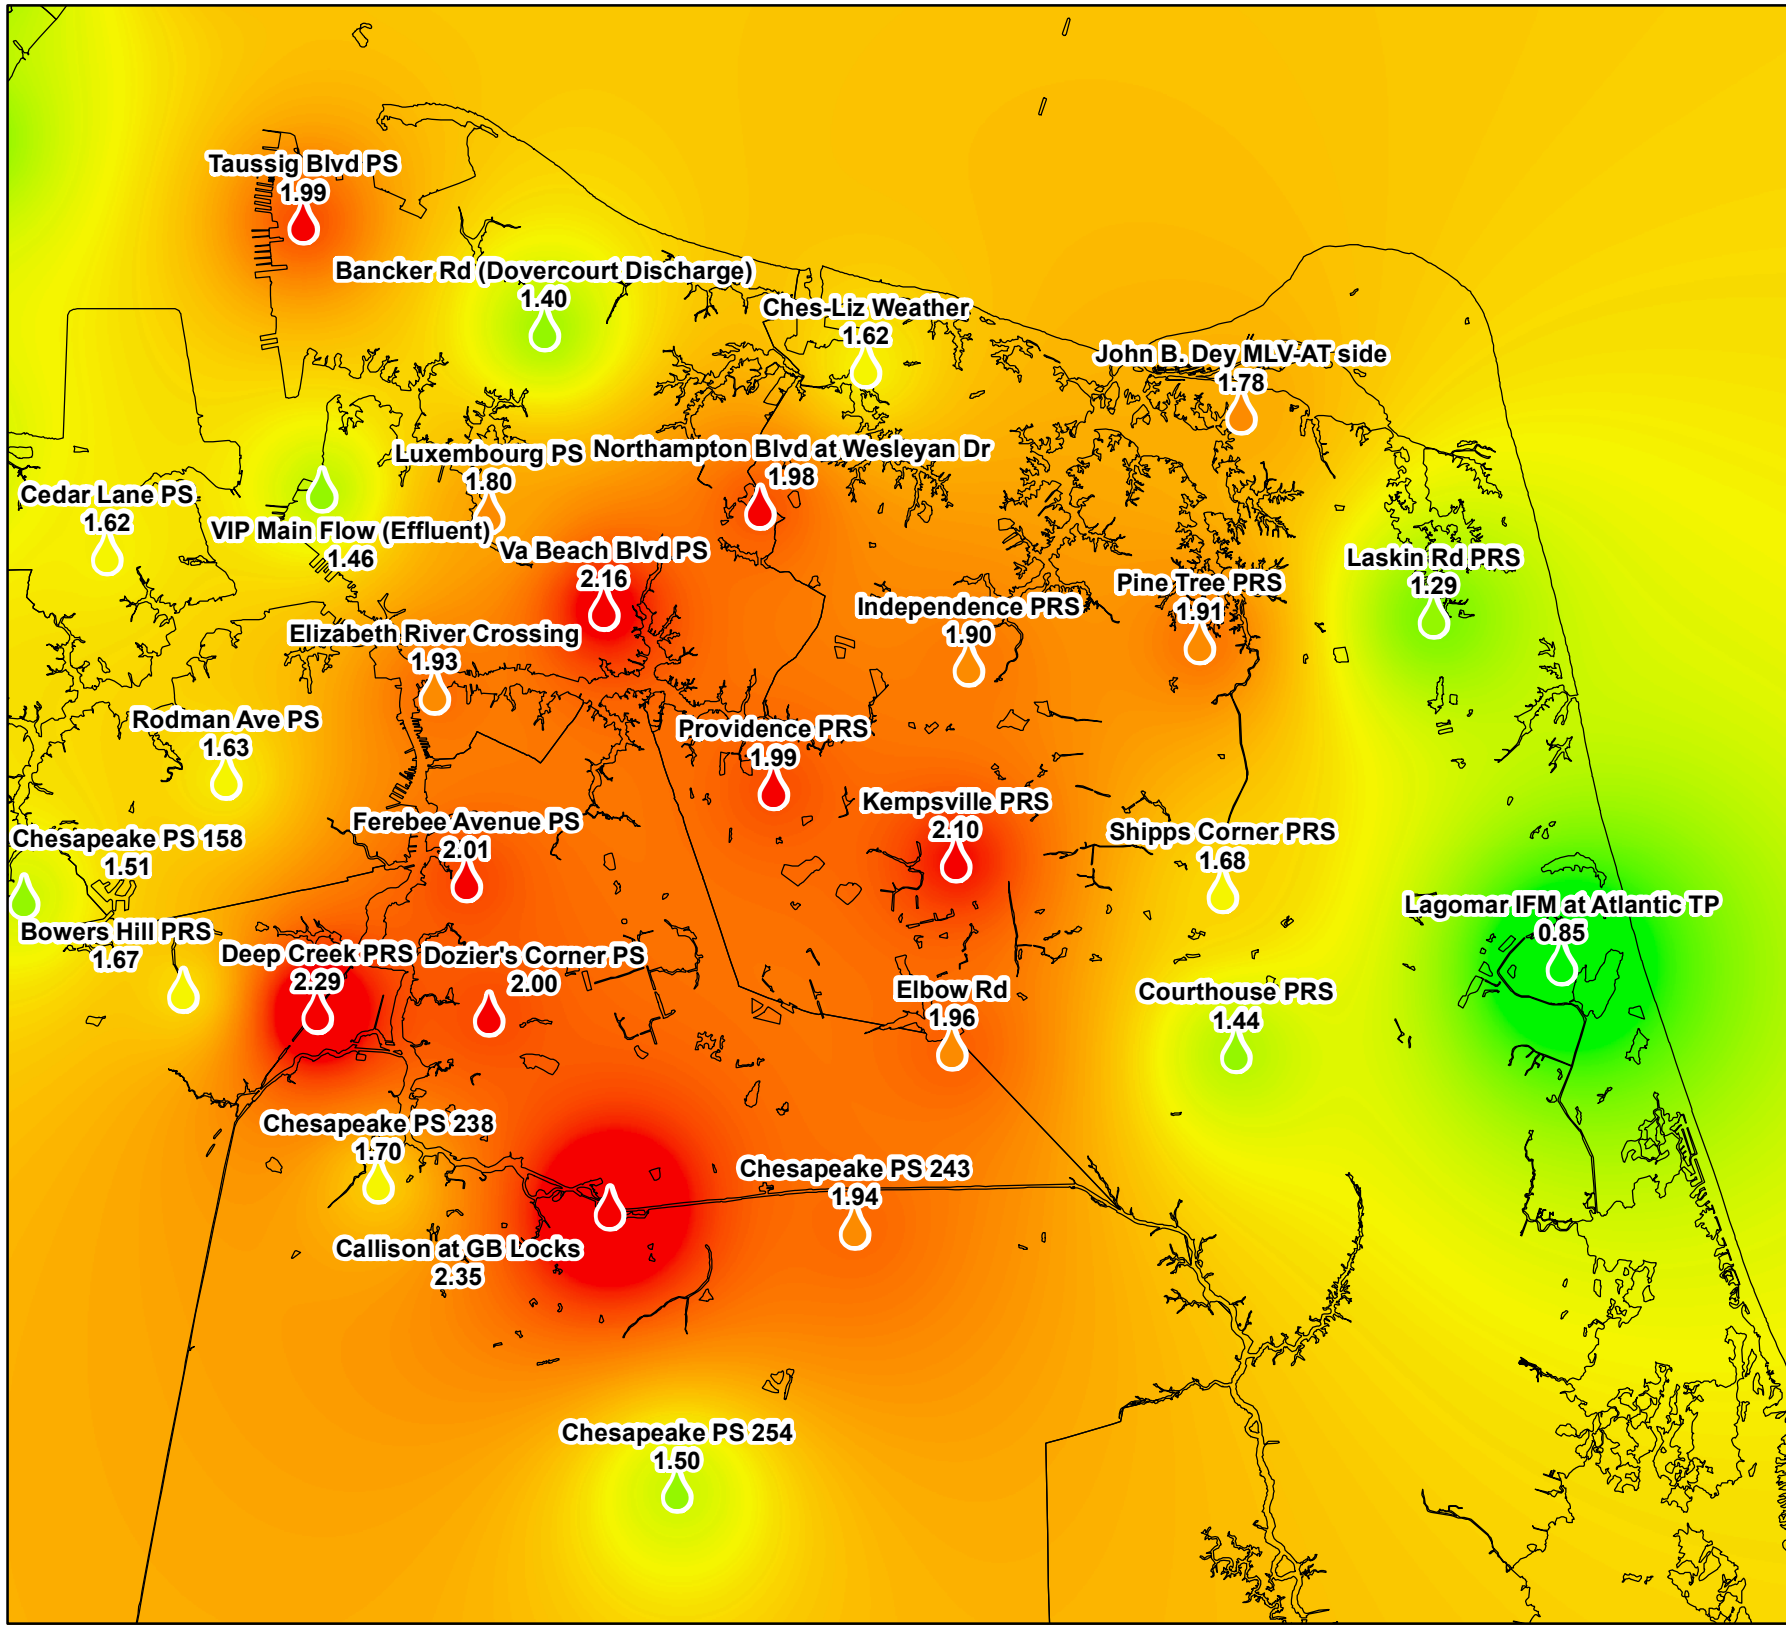 Taussig Blvd PS
1.99
Bancker Rd (Dovercourt Discharge)
1.40
Ches-Liz Weather
1.62
John B. Dey MLV-AT side
1.78
Luxembourg PS
1.80
Northampton Blvd at Wesleyan Dr
1.98
Cedar Lane PS
1.62
VIP Main Flow (Effluent)
1.46
Va Beach Blvd PS
2.16
Laskin Rd PRS
1.29
Pine Tree PRS
1.91
Independence PRS
1.90
Elizabeth River Crossing
1.93
Rodman Ave PS
1.63
Providence PRS
1.99
Kempsville PRS
2.10
Ferebee Avenue PS
2.01
Shipps Corner PRS
1.68
Chesapeake PS 158
1.51
Lagomar IFM at Atlantic TP
0.85
Bowers Hill PRS
1.67
Deep Creek PRS
2.29
Dozier's Corner PS
2.00
Elbow Rd
1.96
Courthouse PRS
1.44
Chesapeake PS 238
1.70
Chesapeake PS 243
1.94
Callison at GB Locks
2.35
Chesapeake PS 254
1.50